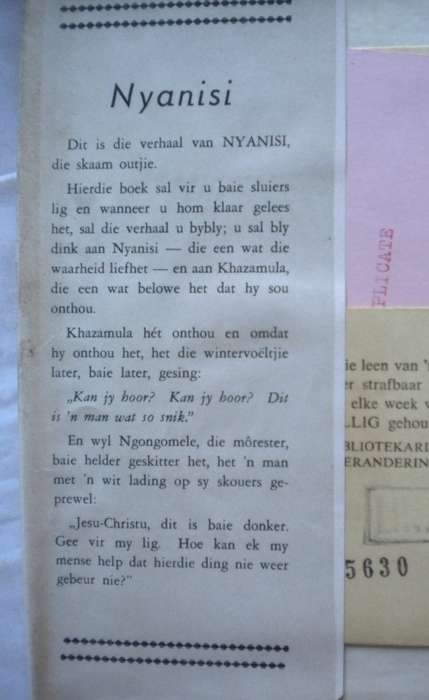 Nyanisi
Dit is die verhaal van NYANISI,
die skaam outjie.
Hierdie boek sal vir u baie sluiers
lig en wanneer u hom klaar gelees
het, sal die verhaal u bybly; u sal bly
dink aan Nyanisi — die een wat die
waarheid liefhet — en aan Khazamula,
die een wat belowe het dat hy sou
onthou.
Khazamula hét onthou en omdat
hy onthou het, het die wintervoëltjie
later, baie later, gesing:
„Kan jy hoor? Kan jy hoor? Dit
is 'n man wat so snik.”
En wyl Ngongomele, die môrester,
baie helder geskitter het, het 'n man
met 'n wit lading op sy skouers ge-
prewel:
„Jesu-Christu, dit is baie donker.
Gee vir my lig. Hoe kan ek my
mense help dat hierdie ding nie weer
gebeur nie?”
PLICATE
ie leen van '
er strafbaar
elke week v
LLIG gehou
BLIOTEKARI
ERANDERIN
5630